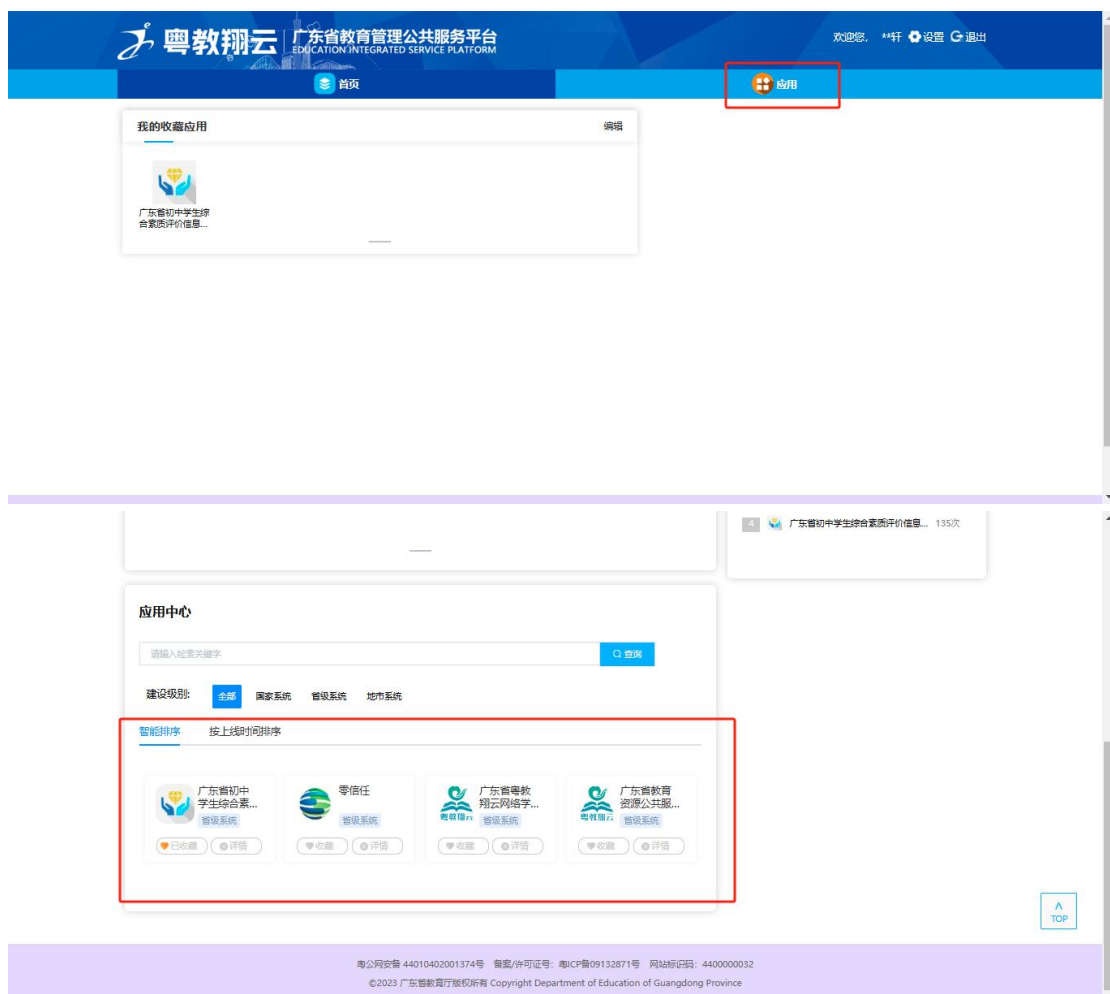 粤教翔云 广东省教育管理公共服务平台
EDUCATION INTEGRATED SERVICE PLATFORM
欢迎您, **轩 设置 退出
首页
应用
我的收藏应用
编辑
广东省初中学生综
合素质评价信息...
4 广东省初中学生综合素质评价信息... 135次
应用中心
请输入检索关键字
查询
建设级别: 全部 国家系统 省级系统 地市系统
智能排序 按上线时间排序
广东省初中
学生综合素...
省级系统
已收藏 详情
零信任
省级系统
收藏 详情
粤教翔云
广东省粤教
翔云网络学...
省级系统
收藏 详情
粤教翔云
广东省教育
资源公共服...
省级系统
收藏 详情
TOP
粤公网安备 44010402001374号 备案/许可证号: 粤ICP备09132871号 网站标识码: 4400000032
©2023 广东省教育厅版权所有 Copyright Department of Education of Guangdong Province